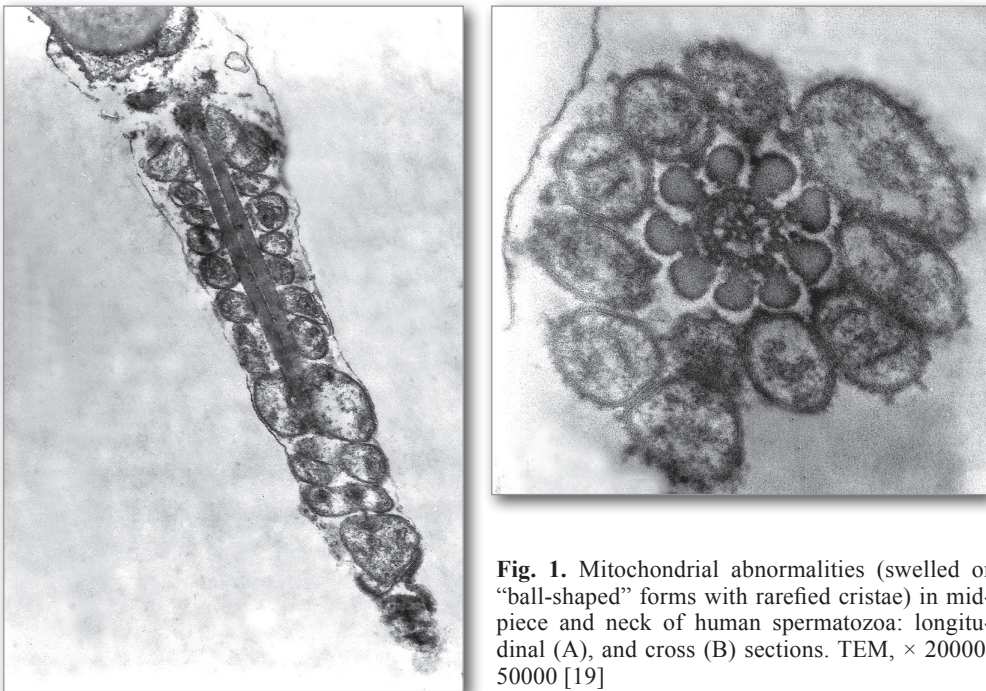 Fig. 1. Mitochondrial abnormalities (swelled or
“ball-shaped” forms with rarefied cristae) in mid-
piece and neck of human spermatozoa: longitu-
dinal (A), and cross (B) sections. TEM, × 20000,
50000 [19]